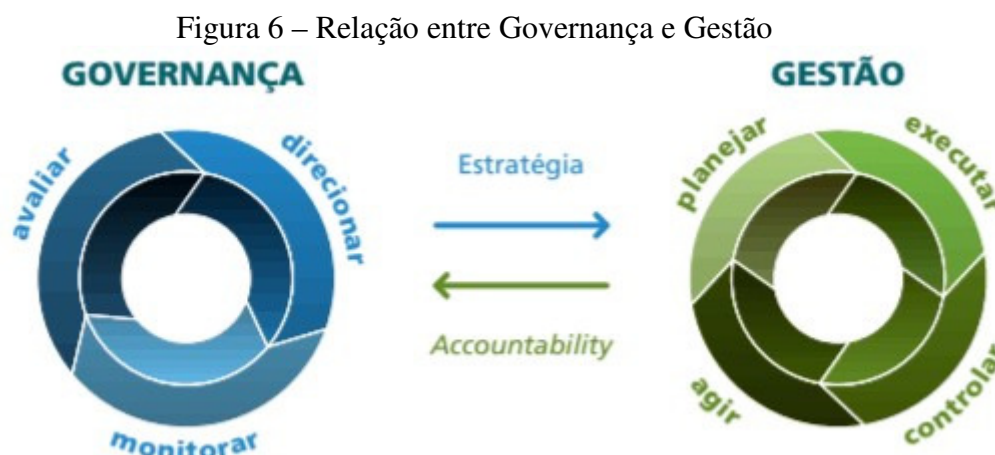 Figura 6 – Relação entre Governança e Gestão
GOVERNANÇA
avaliar
direcionar
monitorar
Estratégia
Accountability
GESTÃO
planejar
executar
controlar
agir